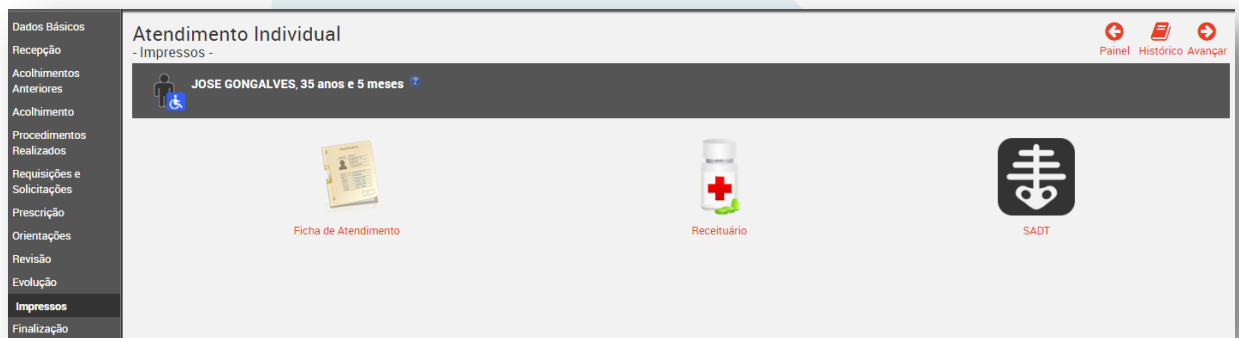 Dados Básicos
Recepção
Acolhimentos
Anteriores
Acolhimento
Procedimentos
Realizados
Requisições e
Solicitações
Prescrição
Orientações
Revisão
Evolução
Impressos
Finalização
Atendimento Individual
- Impressos -
Painel Histórico Avançar
JOSE GONGALVES, 35 anos e 5 meses ?
Ficha de Atendimento
Receituário
SADT